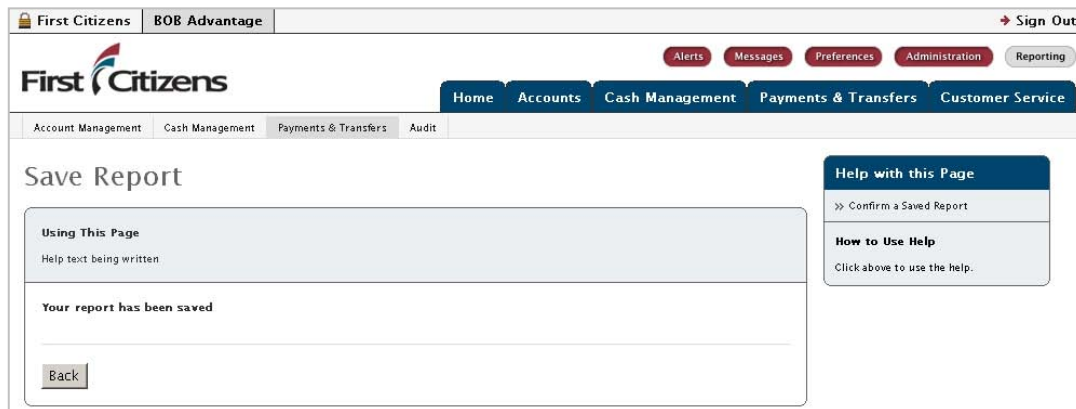 First Citizens BOB Advantage Sign Out
First Citizens
Alerts Messages Preferences Administration Reporting
Home Accounts Cash Management Payments & Transfers Customer Service
Account Management Cash Management Payments & Transfers Audit
Save Report
Using This Page
Help text being written
Your report has been saved
Back
Help with this Page
>> Confirm a Saved Report
How to Use Help
Click above to use the help.